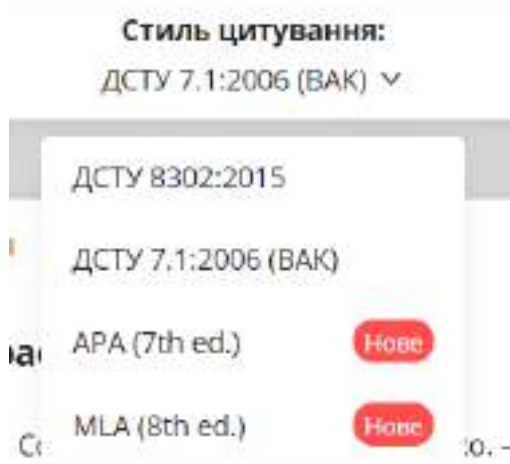 Стиль цитування:
ДСТУ 7.1:2006 (ВАК)
ДСТУ 8302:2015
ДСТУ 7.1:2006 (ВАК)
APA (7th ed.) Нове
MLA (8th ed.) Нове